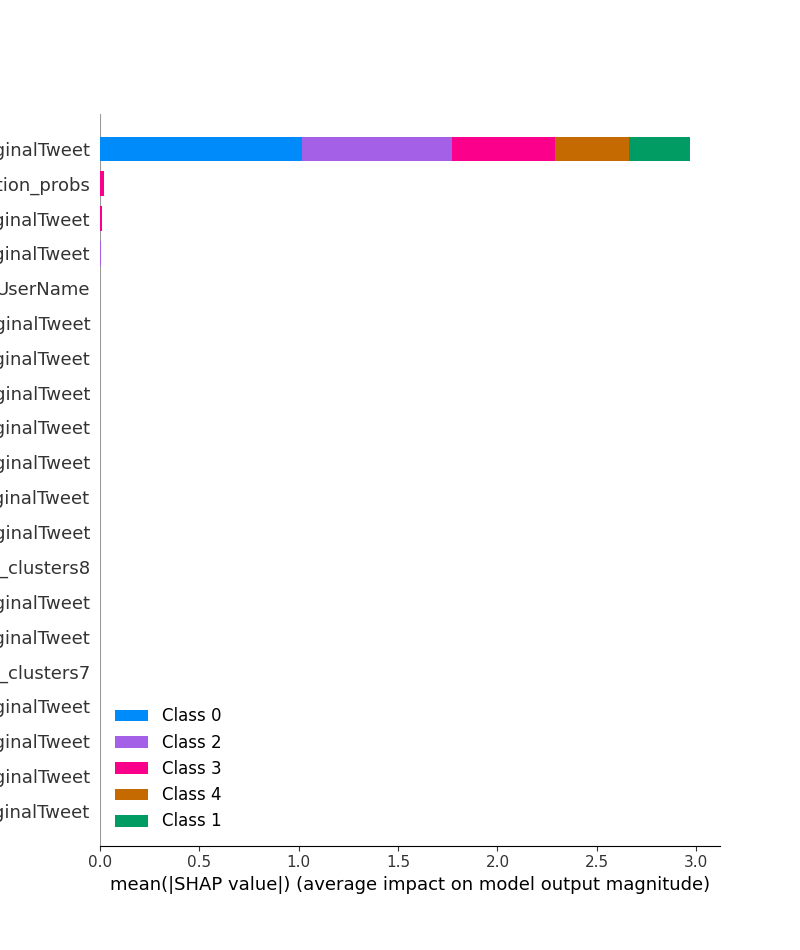 ginalTweet
tion_probs
ginalTweet
ginalTweet
UserName
ginalTweet
ginalTweet
ginalTweet
ginalTweet
ginalTweet
ginalTweet
ginalTweet
_clusters8
ginalTweet
ginalTweet
_clusters7
ginalTweet
ginalTweet
ginalTweet
ginalTweet
Class 0
Class 2
Class 3
Class 4
Class 1
0.0 0.5 1.0 1.5 2.0 2.5 3.0
mean(|SHAP value|) (average impact on model output magnitude)